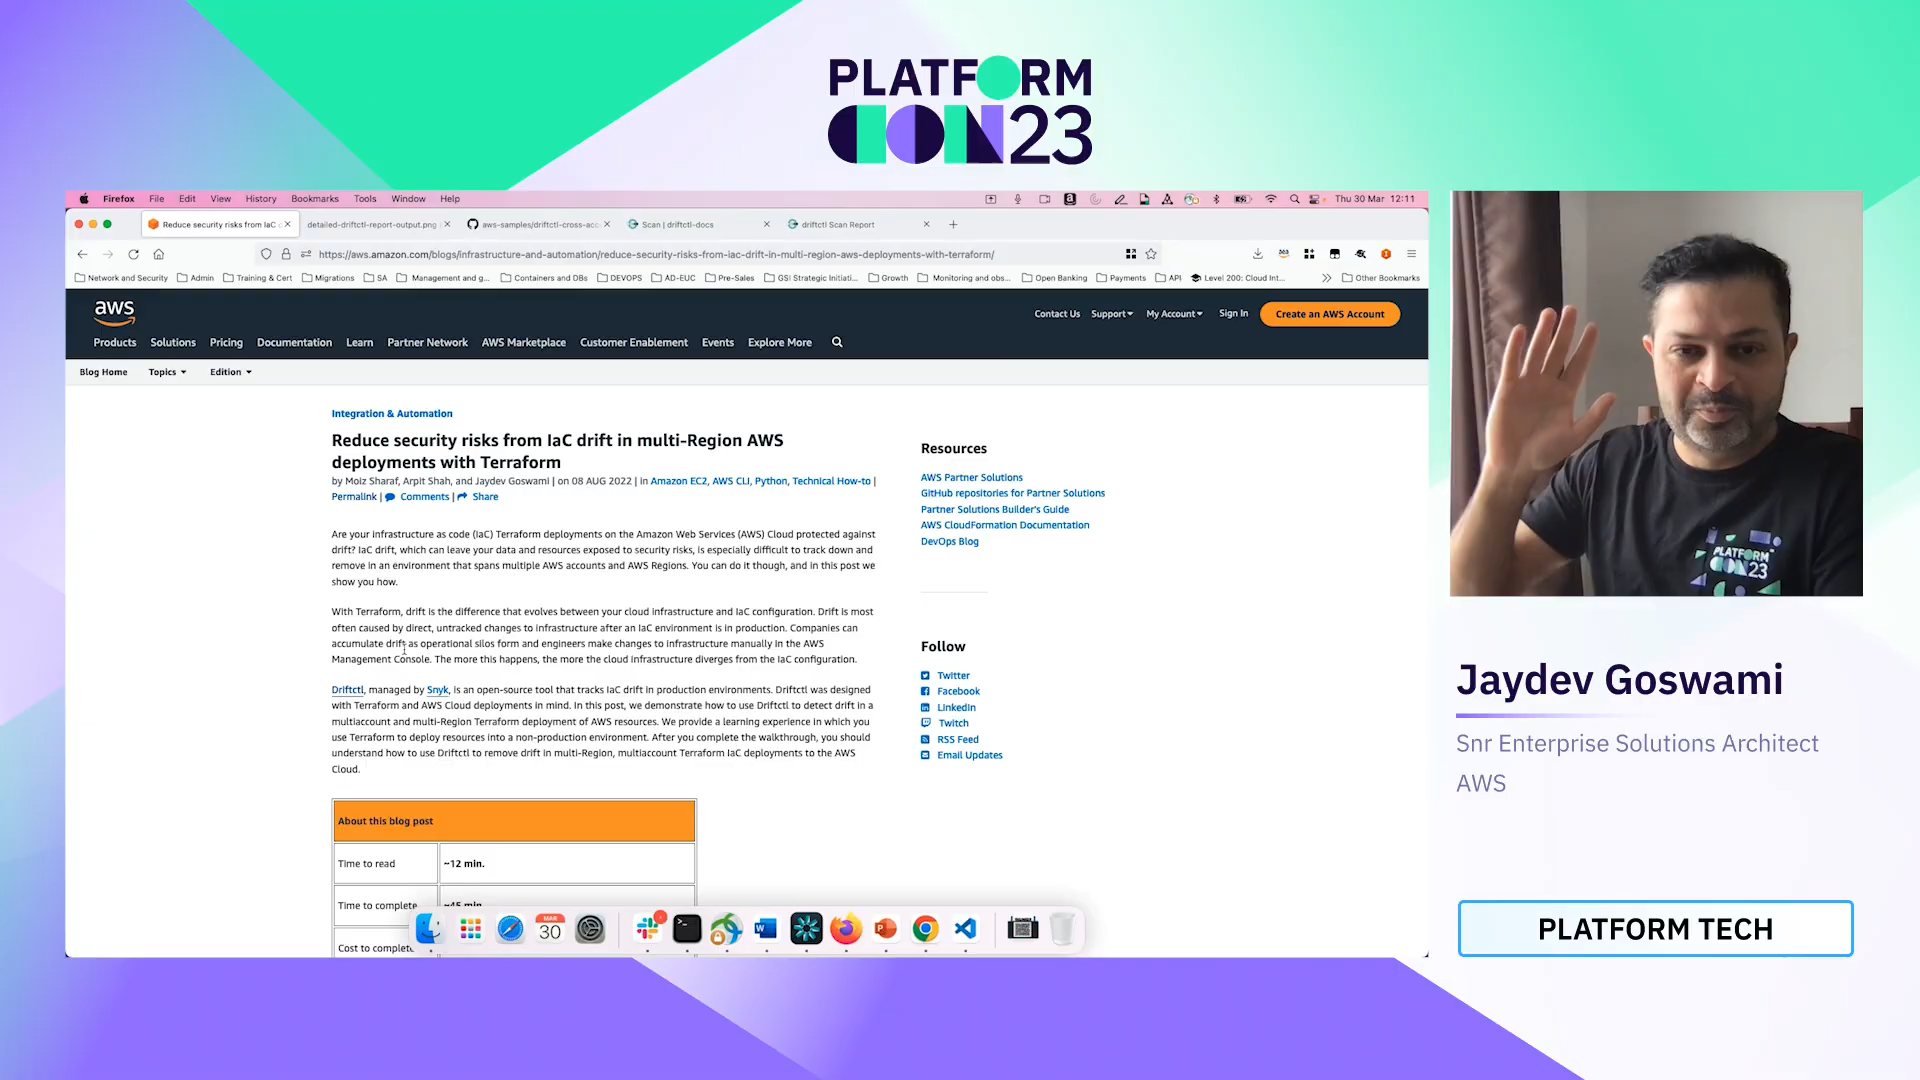 PLATFORM
CON23
Firefox File Edit View History Bookmarks Tools Window Help
Thu 30 Mar 12:11
Reduce security risks from IaC
detailed-driftctl-report-output.png
aws-samples/driftctl-cross-acc
Scan | driftctl-docs
driftctl Scan Report
https://aws.amazon.com/blogs/infrastructure-and-automation/reduce-security-risks-from-iac-drift-in-multi-region-aws-deployments-with-terraform/
Network and Security Admin Training & Cert Migrations SA Management and g... Containers and DBs DEVOPS AD-EUC Pre-Sales GSI Strategic Initiati... Growth Monitoring and obs... Open Banking Payments API Level 200: Cloud Int... Other Bookmarks
aws
Contact Us Support My Account Sign In Create an AWS Account
Products Solutions Pricing Documentation Learn Partner Network AWS Marketplace Customer Enablement Events Explore More
Blog Home Topics Edition
Integration & Automation
Reduce security risks from IaC drift in multi-Region AWS
deployments with Terraform
by Moiz Sharaf, Arpit Shah, and Jaydev Goswami | on 08 AUG 2022 | in Amazon EC2, AWS CLI, Python, Technical How-to |
Permalink | Comments | Share
Are your infrastructure as code (IaC) Terraform deployments on the Amazon Web Services (AWS) Cloud protected against
drift? IaC drift, which can leave your data and resources exposed to security risks, is especially difficult to track down and
remove in an environment that spans multiple AWS accounts and AWS Regions. You can do it though, and in this post we
show you how.
With Terraform, drift is the difference that evolves between your cloud infrastructure and IaC configuration. Drift is most
often caused by direct, untracked changes to infrastructure after an IaC environment is in production. Companies can
accumulate drift as operational silos form and engineers make changes to infrastructure manually in the AWS
Management Console. The more this happens, the more the cloud infrastructure diverges from the IaC configuration.
Driftctl, managed by Snyk, is an open-source tool that tracks IaC drift in production environments. Driftctl was designed
with Terraform and AWS Cloud deployments in mind. In this post, we demonstrate how to use Driftctl to detect drift in a
multiaccount and multi-Region Terraform deployment of AWS resources. We provide a learning experience in which you
use Terraform to deploy resources into a non-production environment. After you complete the walkthrough, you should
understand how to use Driftctl to remove drift in multi-Region, multiaccount Terraform IaC deployments to the AWS
Cloud.
About this blog post
Time to read ~12 min.
Time to complete ~45 min.
Cost to complete
Resources
AWS Partner Solutions
GitHub repositories for Partner Solutions
Partner Solutions Builder's Guide
AWS CloudFormation Documentation
DevOps Blog
Follow
Twitter
Facebook
LinkedIn
Twitch
RSS Feed
Email Updates
MAR
30
PLATFORM
CON23
Jaydev Goswami
Snr Enterprise Solutions Architect
AWS
PLATFORM TECH